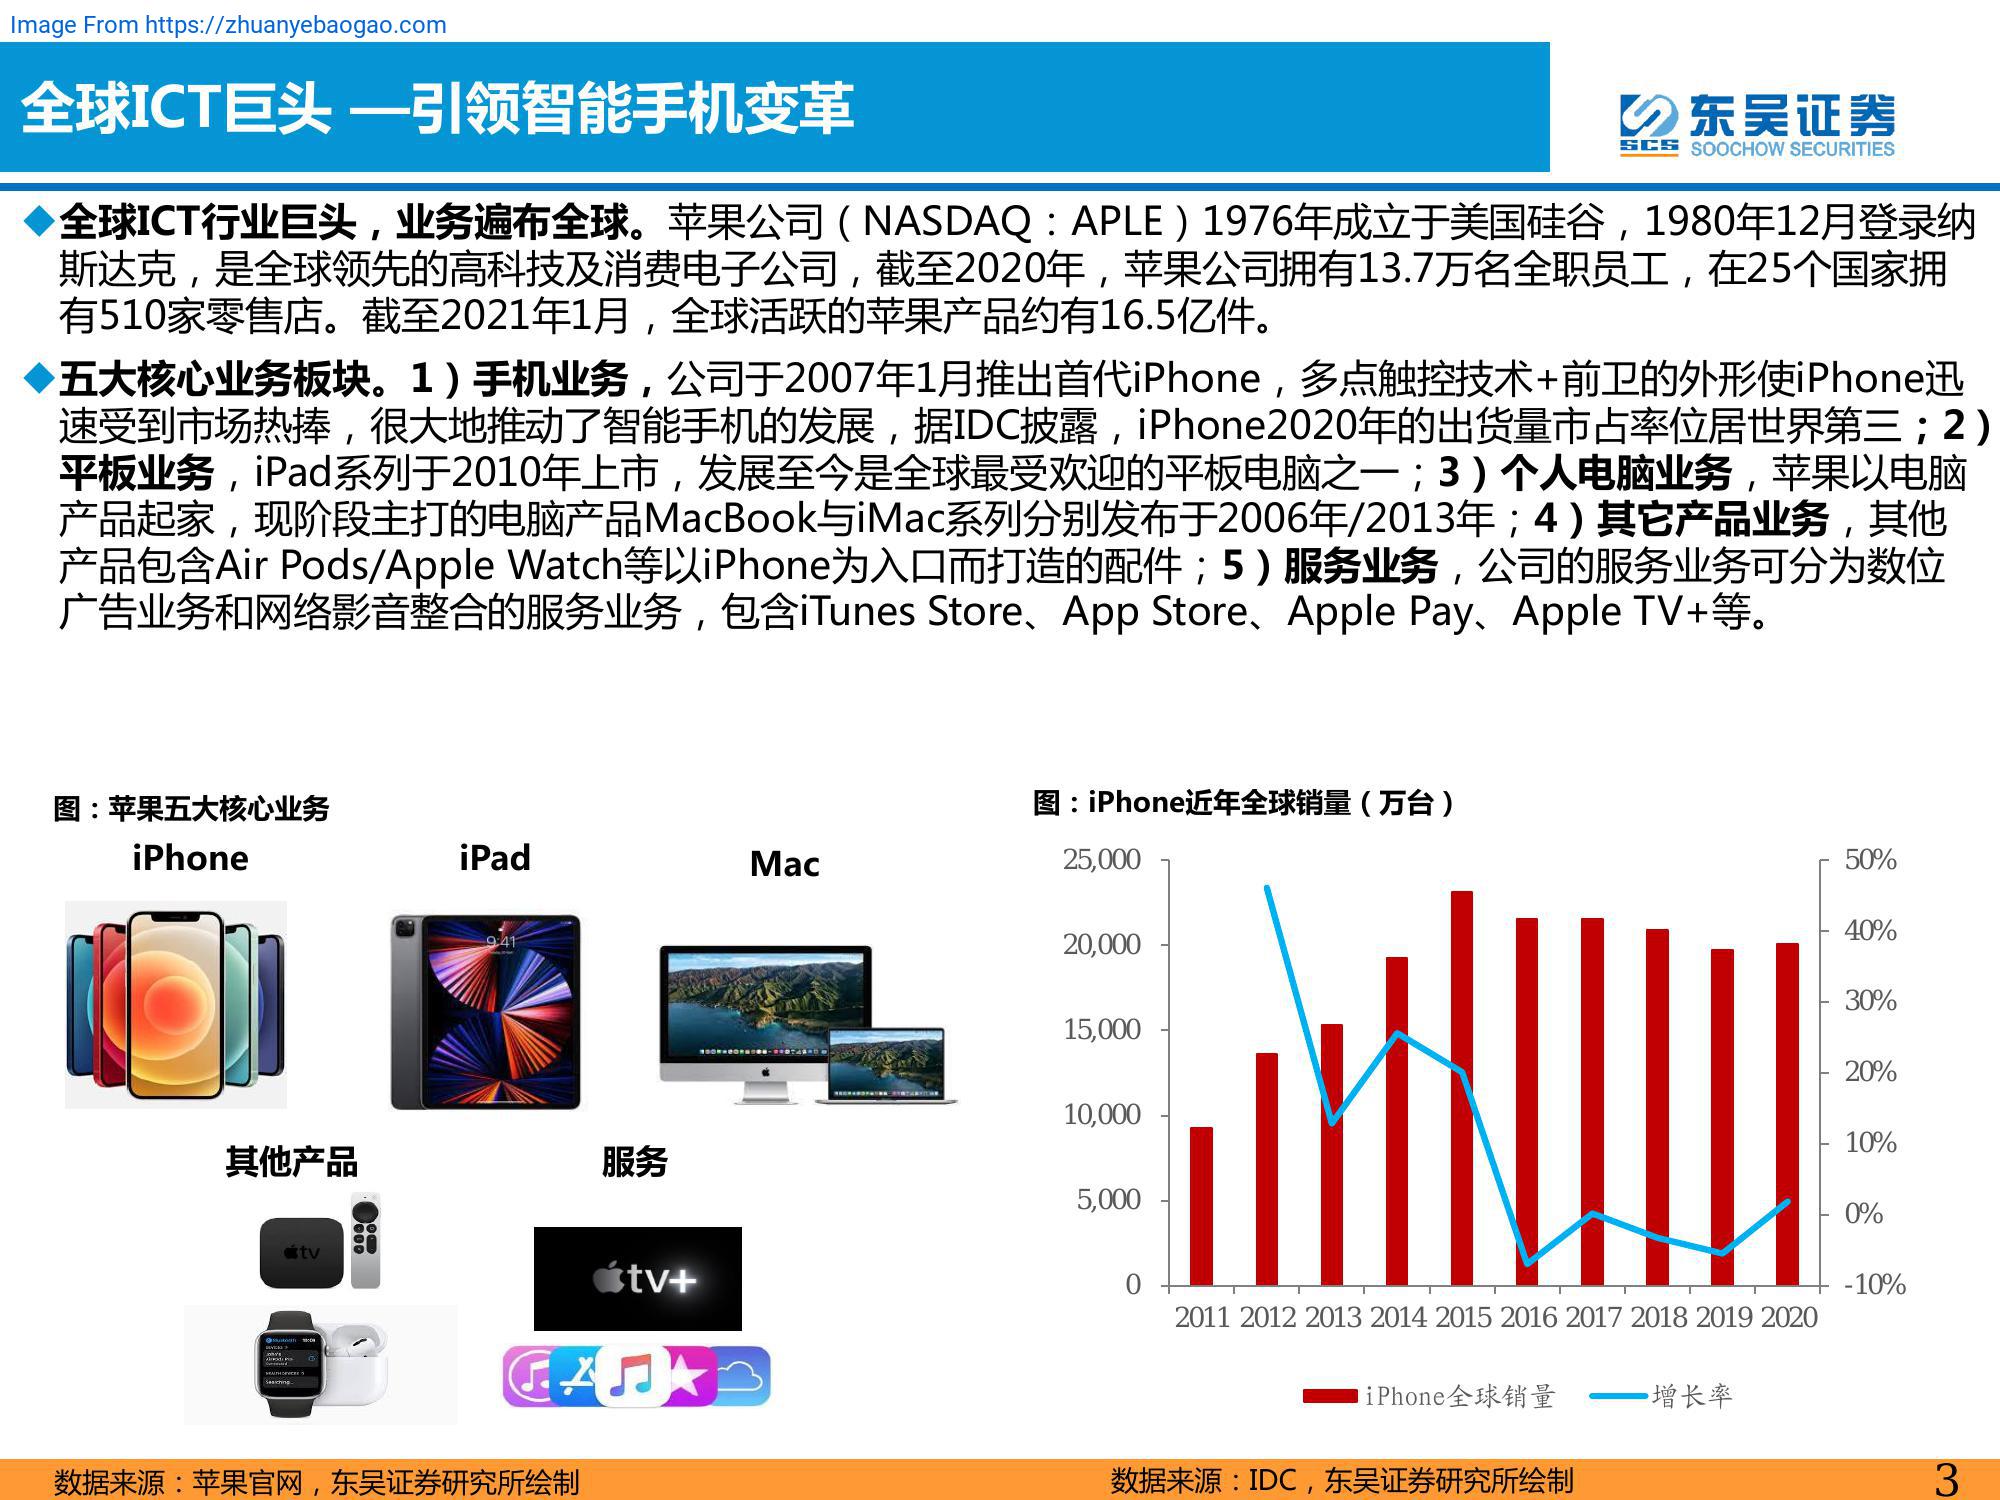 Image From https://zhuanyebaogao.com
全球ICT巨头 —引领智能手机变革
SCS
东吴证券
SOOCHOW SECURITIES
◆全球ICT行业巨头，业务遍布全球。苹果公司（NASDAQ：APLE）1976年成立于美国硅谷，1980年12月登录纳
斯达克，是全球领先的高科技及消费电子公司，截至2020年，苹果公司拥有13.7万名全职员工，在25个国家拥
有510家零售店。截至2021年1月，全球活跃的苹果产品约有16.5亿件。
◆五大核心业务板块。1）手机业务，公司于2007年1月推出首代iPhone，多点触控技术+前卫的外形使iPhone迅
速受到市场热捧，很大地推动了智能手机的发展，据IDC披露，iPhone2020年的出货量市占率位居世界第三；2）
平板业务，iPad系列于2010年上市，发展至今是全球最受欢迎的平板电脑之一；3）个人电脑业务，苹果以电脑
产品起家，现阶段主打的电脑产品MacBook与iMac系列分别发布于2006年/2013年；4）其它产品业务，其他
产品包含Air Pods/Apple Watch等以iPhone为入口而打造的配件；5）服务业务，公司的服务业务可分为数位
广告业务和网络影音整合的服务业务，包含iTunes Store、App Store、Apple Pay、Apple TV+等。
图：苹果五大核心业务
iPhone
iPad
Mac
9:41
其他产品
服务
tv
tv+
图：iPhone近年全球销量（万台）
25,000
20,000
15,000
10,000
5,000
0
50%
40%
30%
20%
10%
0%
-10%
2011 2012 2013 2014 2015 2016 2017 2018 2019 2020
iPhone全球销量 增长率
数据来源：苹果官网，东吴证券研究所绘制
数据来源：IDC，东吴证券研究所绘制
3